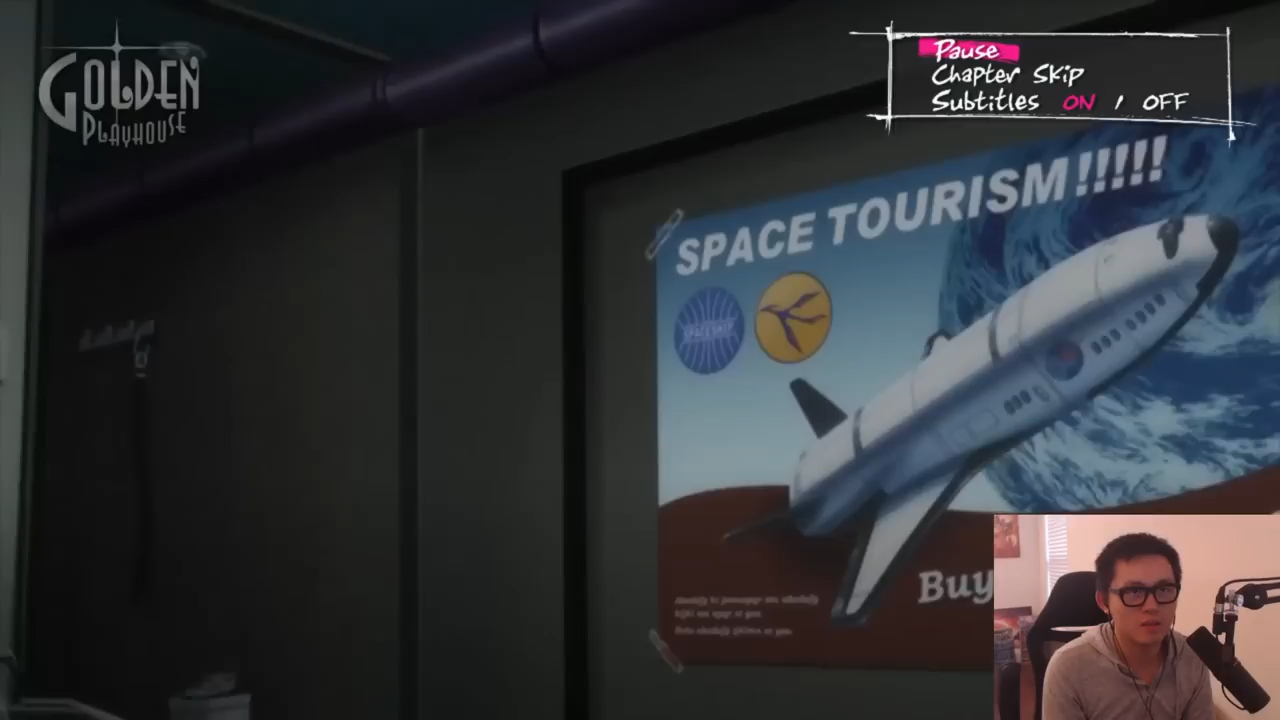 GOLDEN
PLAYHOUSE
Pause
Chapter Skip
Subtitles ON / OFF
SPACE TOURISM!!!!!
Buy